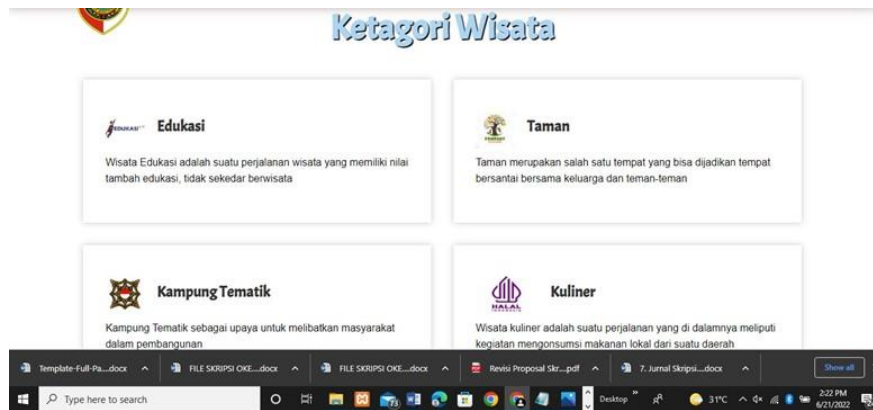 Ketagori Wisata
EDUKASI
Edukasi
Wisata Edukasi adalah suatu perjalanan wisata yang memiliki nilai
tambah edukasi, tidak sekedar berwisata
Taman
Taman merupakan salah satu tempat yang bisa dijadikan tempat
bersantai bersama keluarga dan teman-teman
Kampung Tematik
Kampung Tematik sebagai upaya untuk melibatkan masyarakat
dalam pembangunan
HALAL
INDONESIA
Kuliner
Wisata kuliner adalah suatu perjalanan yang di dalamnya meliputi
kegiatan mengonsumsi makanan lokal dari suatu daerah
Template-Full-Pa....docx
FILE SKRIPSI OKE....docx
FILE SKRIPSI OKE....docx
Revisi Proposal Skr....pdf
7. Jurnal Skripsi....docx
Show all
Type here to search
Desktop
31°C
2:22 PM
6/21/2022